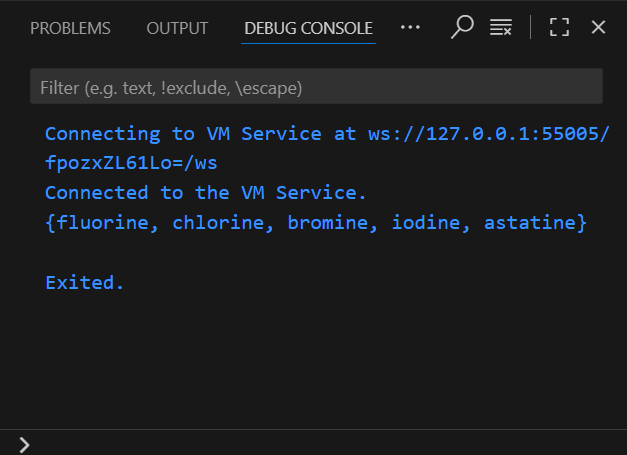 PROBLEMS OUTPUT DEBUG CONSOLE ...
Filter (e.g. text, !exclude, \escape)
Connecting to VM Service at ws://127.0.0.1:55005/
fpozxZL61Lo=/ws
Connected to the VM Service.
{fluorine, chlorine, bromine, iodine, astatine}
Exited.